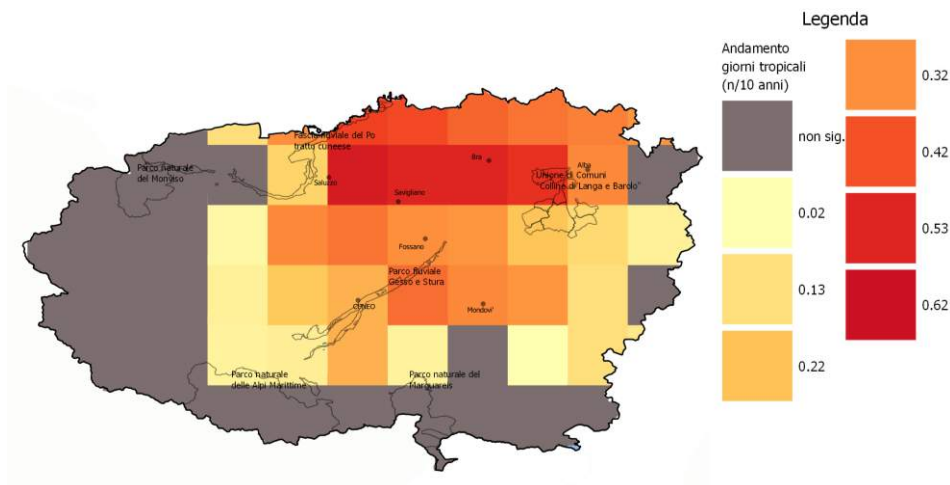 Legenda
Andamento
giorni tropicali
(n/10 anni)
non sig.
0.02
0.13
0.22
0.32
0.42
0.53
0.62
Fascia fluviale del Po
tratto cuneese
Parco naturale
del Monviso
Saluzzo
Savigliano
Bra
Alba
Unione di Comuni
"Colline di Langa e Barolo"
Fossano
Parco fluviale
Gesso e Stura
CUNEO
Mondovi'
Parco naturale
delle Alpi Marittime
Parco naturale del
Marguareis